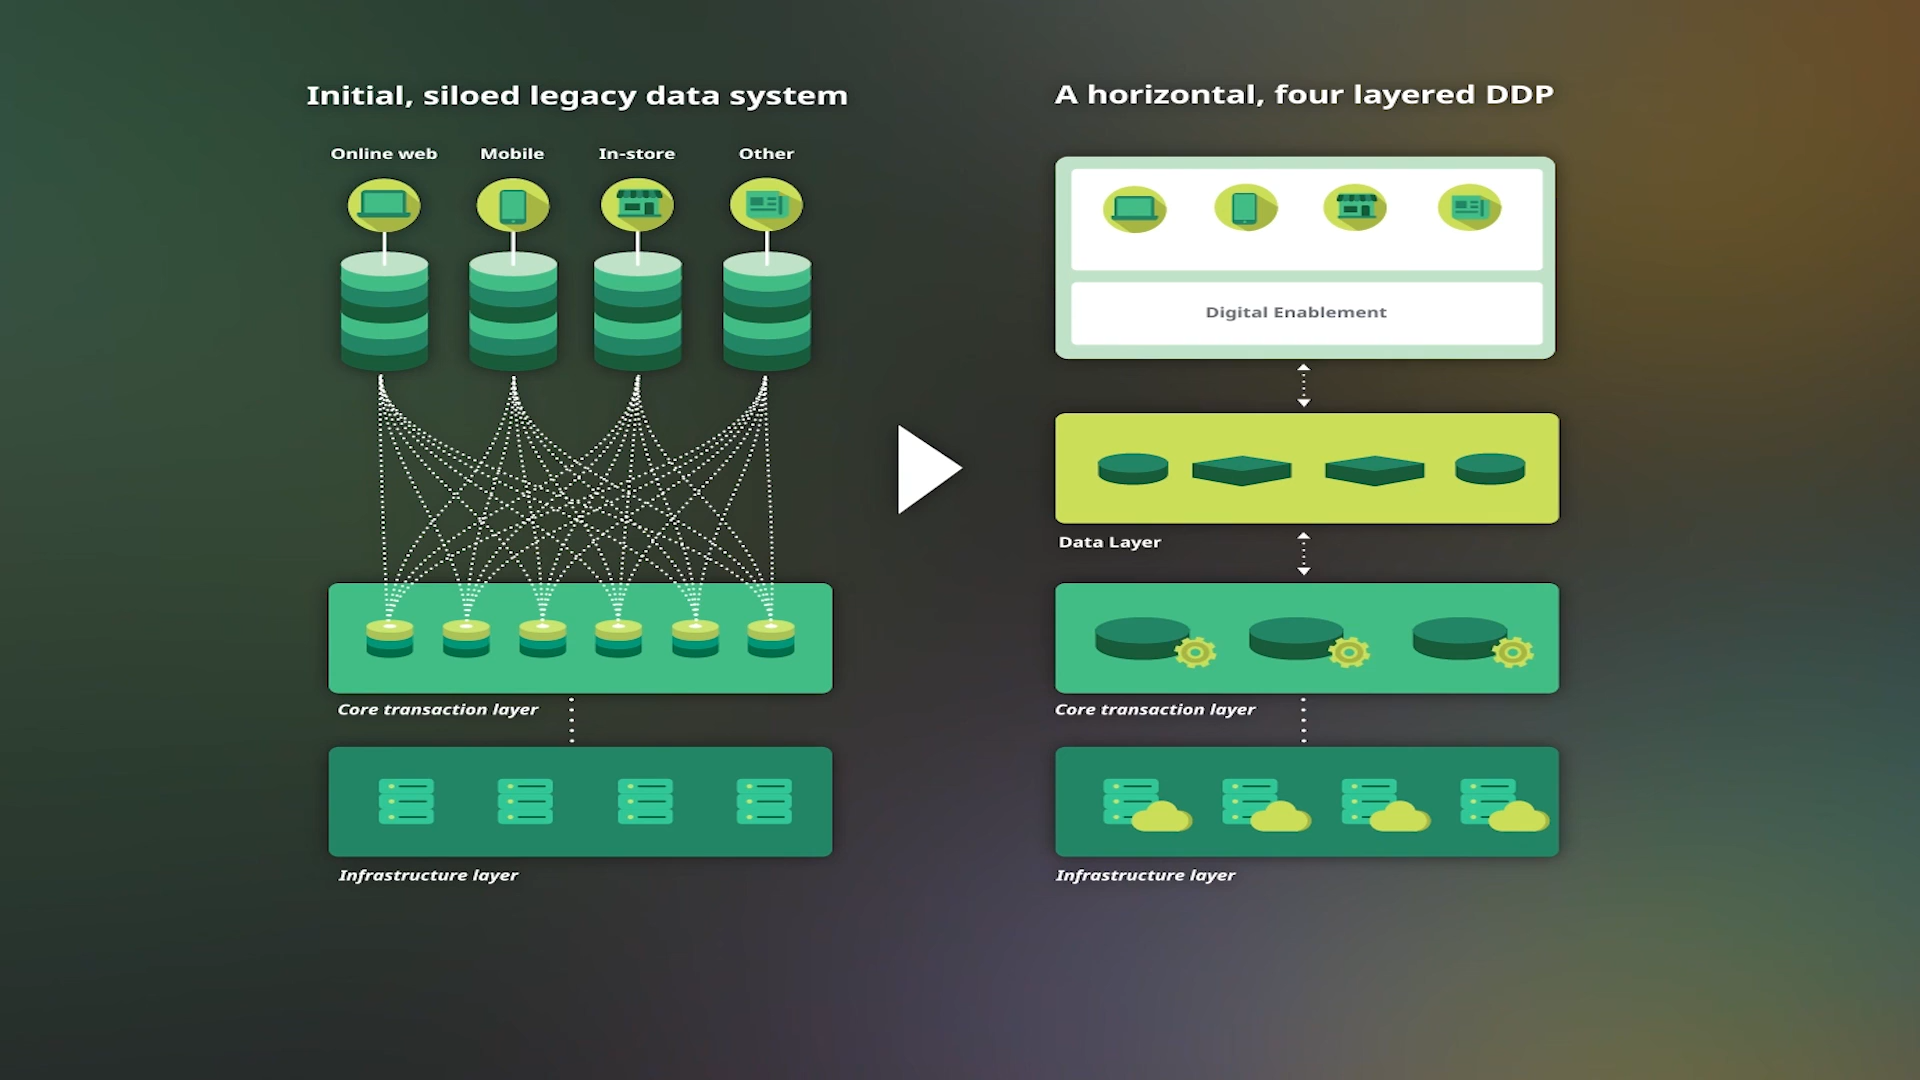 Initial, siloed legacy data system
Online web
Mobile
In-store
Other
Core transaction layer
Infrastructure layer
A horizontal, four layered DDP
Digital Enablement
Data Layer
Core transaction layer
Infrastructure layer